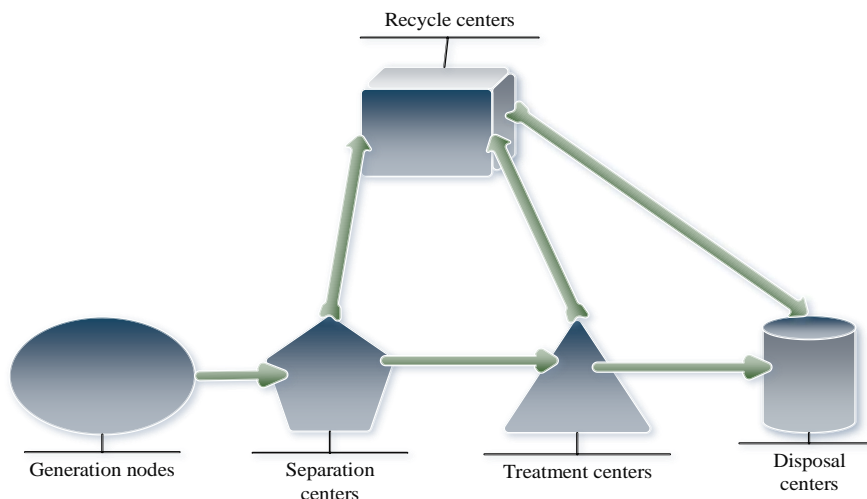 Recycle centers
Generation nodes
Separation
centers
Treatment centers
Disposal
centers